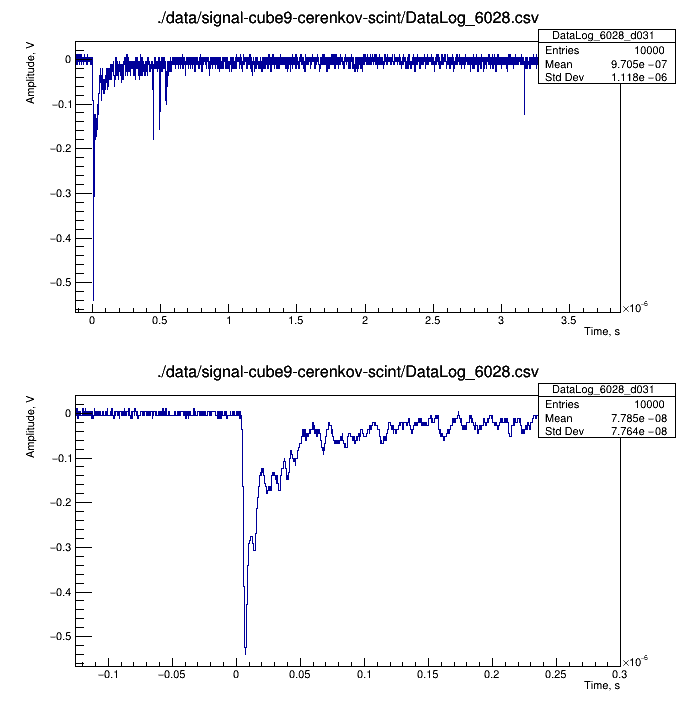 ./data/signal-cube9-cerenkov-scint/DataLog_6028.csv
DataLog_6028_d031
Entries 10000
Mean 9.705e −07
Std Dev 1.118e −06
Amplitude, V
0
−0.1
−0.2
−0.3
−0.4
−0.5
0 0.5 1 1.5 2 2.5 3 3.5
×10⁻⁶
Time, s
./data/signal-cube9-cerenkov-scint/DataLog_6028.csv
DataLog_6028_d031
Entries 10000
Mean 7.785e −08
Std Dev 7.764e −08
Amplitude, V
0
−0.1
−0.2
−0.3
−0.4
−0.5
−0.1 −0.05 0 0.05 0.1 0.15 0.2 0.25 0.3
×10⁻⁶
Time, s